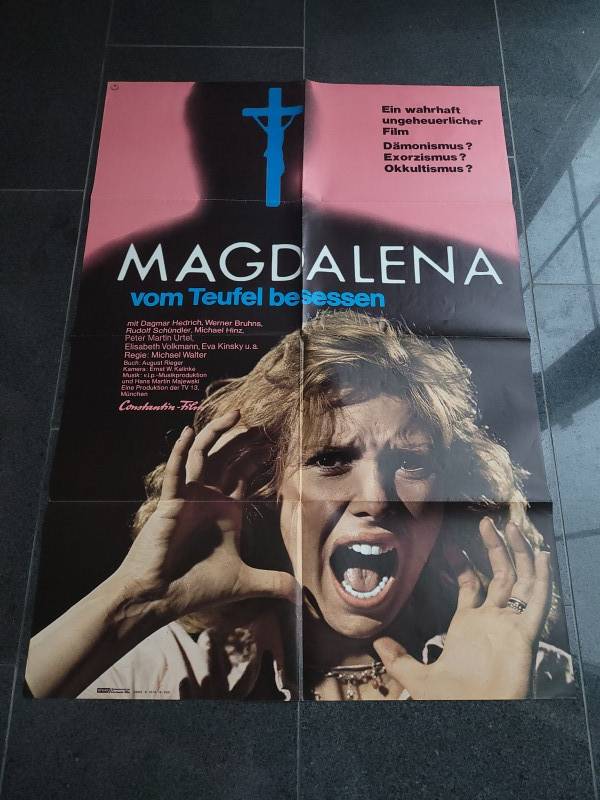 Ein wahrhaft
ungeheuerlicher
Film
Dämonismus?
Exorzismus?
Okkultismus?
MAGDALENA
vom Teufel besessen
mit Dagmar Hedrich, Werner Bruhns,
Rudolf Schündler, Michael Hinz,
Peter Martin Urtel,
Elisabeth Volkmann, Eva Kinsky u.a.
Regie: Michael Walter
Buch: August Rieger
Kamera: Ernst W. Kalinke
Musik: v.i.p.-Musikproduktion
und Hans Martin Majewski
Eine Produktion der TV 13,
München
Constantin-Film